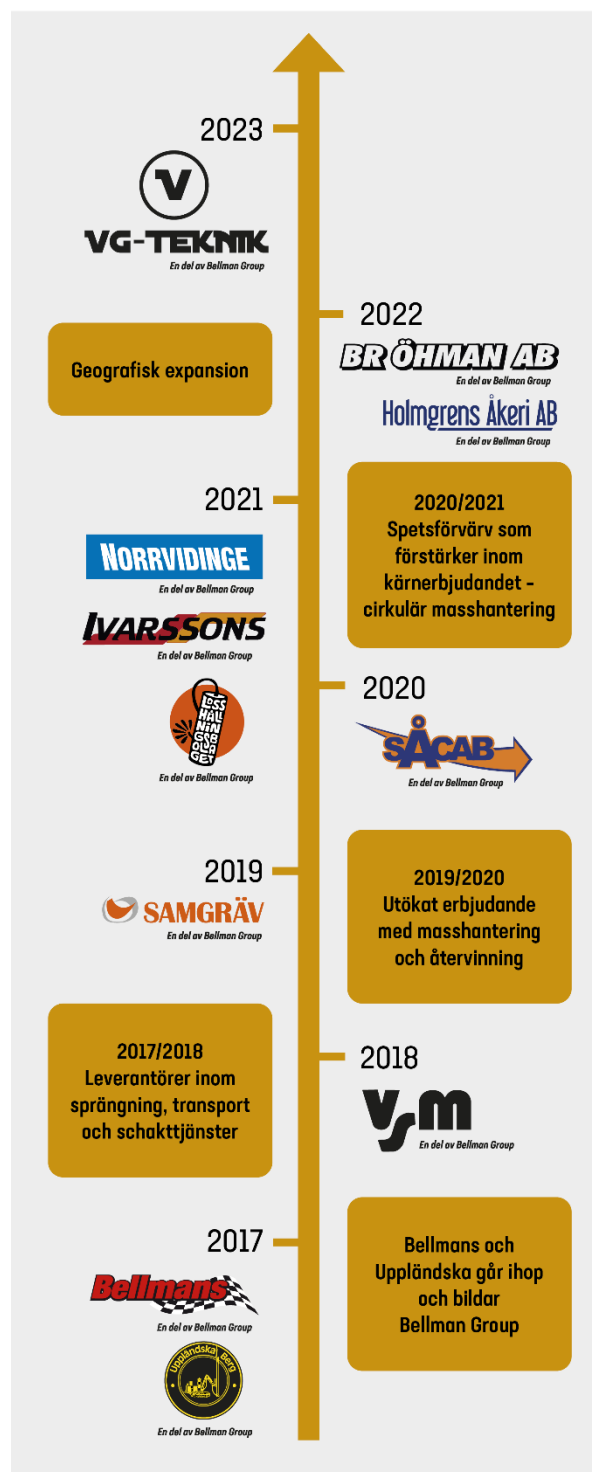 2023
V
VG-TEKNIK
En del av Bellman Group
2022
BR ÖHMAN AB
En del av Bellman Group
Holmgrens Åkeri AB
En del av Bellman Group
Geografisk expansion
2021
NORRVIDINGE
En del av Bellman Group
IVARSSONS
En del av Bellman Group
LOSS
HÅLL
NIN
GSB
OLA
GET
En del av Bellman Group
2020/2021
Spetsförvärv som
förstärker inom
kärnerbjudandet –
cirkulär masshantering
2020
SÅCAB
En del av Bellman Group
2019
SAMGRÄV
En del av Bellman Group
2019/2020
Utökat erbjudande
med masshantering
och återvinning
2017/2018
Leverantörer inom
sprängning, transport
och schakttjänster
2018
VSM
En del av Bellman Group
2017
Bellmans
En del av Bellman Group
Uppländska Berg
En del av Bellman Group
Bellmans och
Uppländska går ihop
och bildar
Bellman Group